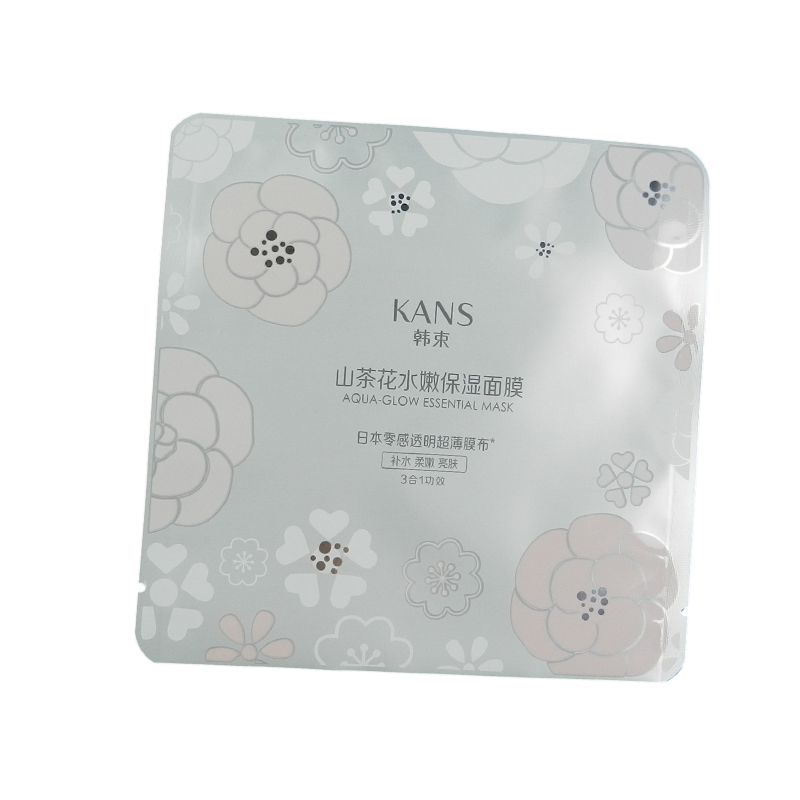 KANS
韩束
山茶花水嫩保湿面膜
AQUA-GLOW ESSENTIAL MASK
日本零感透明超薄膜布*
补水 柔嫩 亮肤
3合1功效